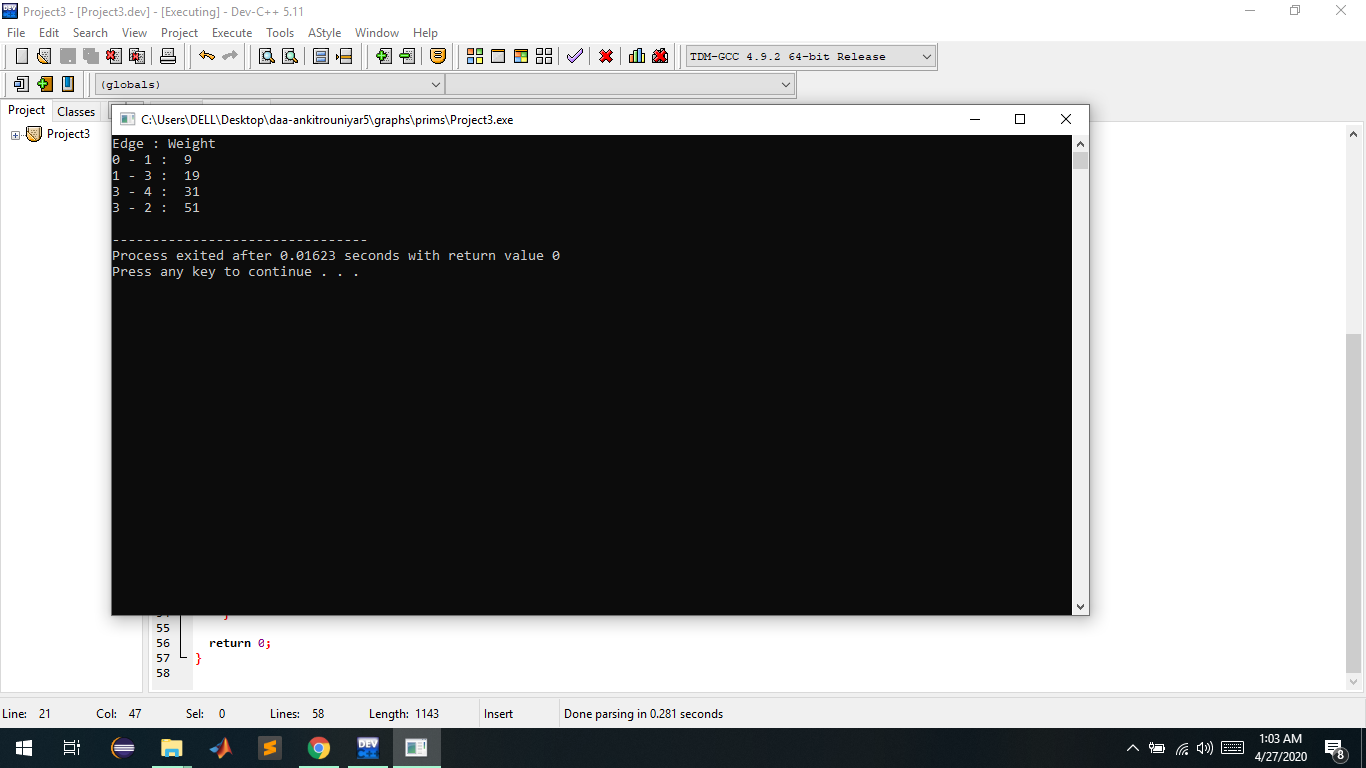 Project3 - [Project3.dev] - [Executing] - Dev-C++ 5.11
File Edit Search View Project Execute Tools AStyle Window Help
TDM-GCC 4.9.2 64-bit Release
(globals)
Project Classes
Project3
C:\Users\DELL\Desktop\daa-ankitrouniyar5\graphs\prims\Project3.exe
Edge : Weight
0 - 1 :  9
1 - 3 :  19
3 - 4 :  31
3 - 2 :  51
--------------------------------
Process exited after 0.01623 seconds with return value 0
Press any key to continue . . .
55
56 return 0;
57 }
58
Line: 21 Col: 47 Sel: 0 Lines: 58 Length: 1143 Insert Done parsing in 0.281 seconds
DEV
1:03 AM
4/27/2020
8